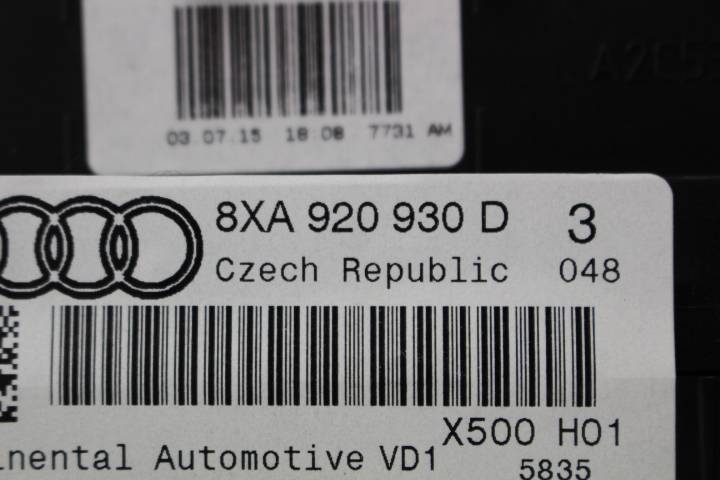 A2C5
03.07.15 18:08 7731 AM
8XA 920 930 D 3
Czech Republic 048
X500 H01
inental Automotive VD1
5835